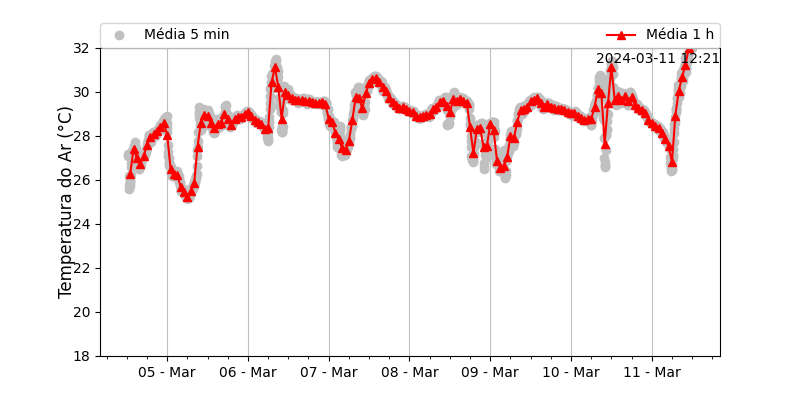 Média 5 min
Média 1 h
2024-03-11 12:21
Temperatura do Ar (°C)
32
30
28
26
24
22
20
18
05 - Mar
06 - Mar
07 - Mar
08 - Mar
09 - Mar
10 - Mar
11 - Mar